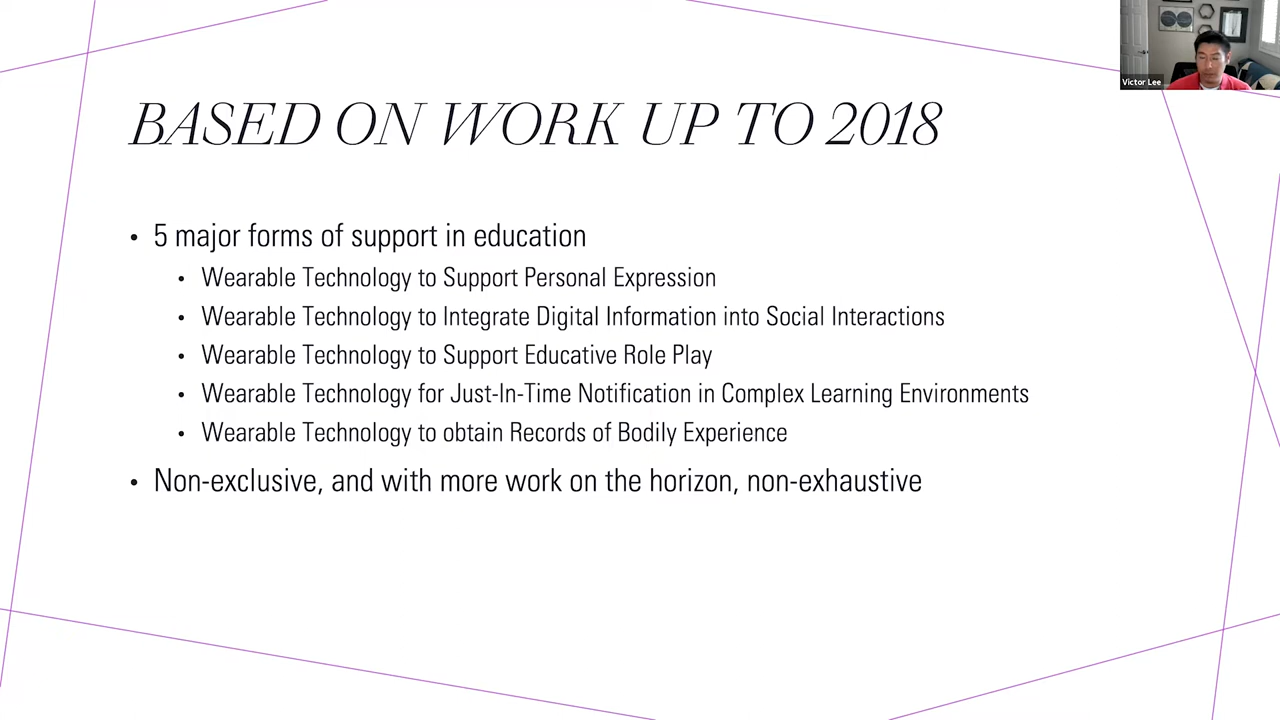 Victor Lee
BASED ON WORK UP TO 2018
• 5 major forms of support in education
• Wearable Technology to Support Personal Expression
• Wearable Technology to Integrate Digital Information into Social Interactions
• Wearable Technology to Support Educative Role Play
• Wearable Technology for Just-In-Time Notification in Complex Learning Environments
• Wearable Technology to obtain Records of Bodily Experience
• Non-exclusive, and with more work on the horizon, non-exhaustive